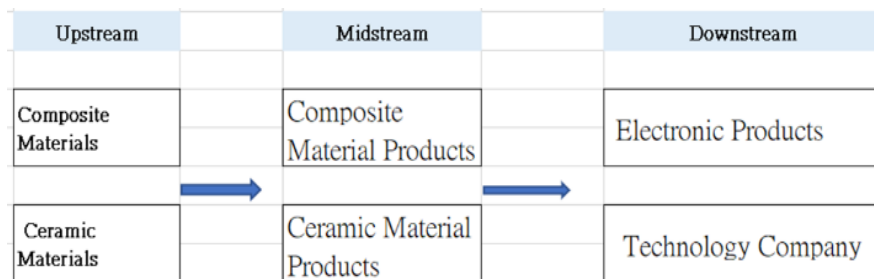 Upstream
Midstream
Downstream
Composite
Materials
Composite
Material Products
Electronic Products
Ceramic
Materials
Ceramic Material
Products
Technology Company